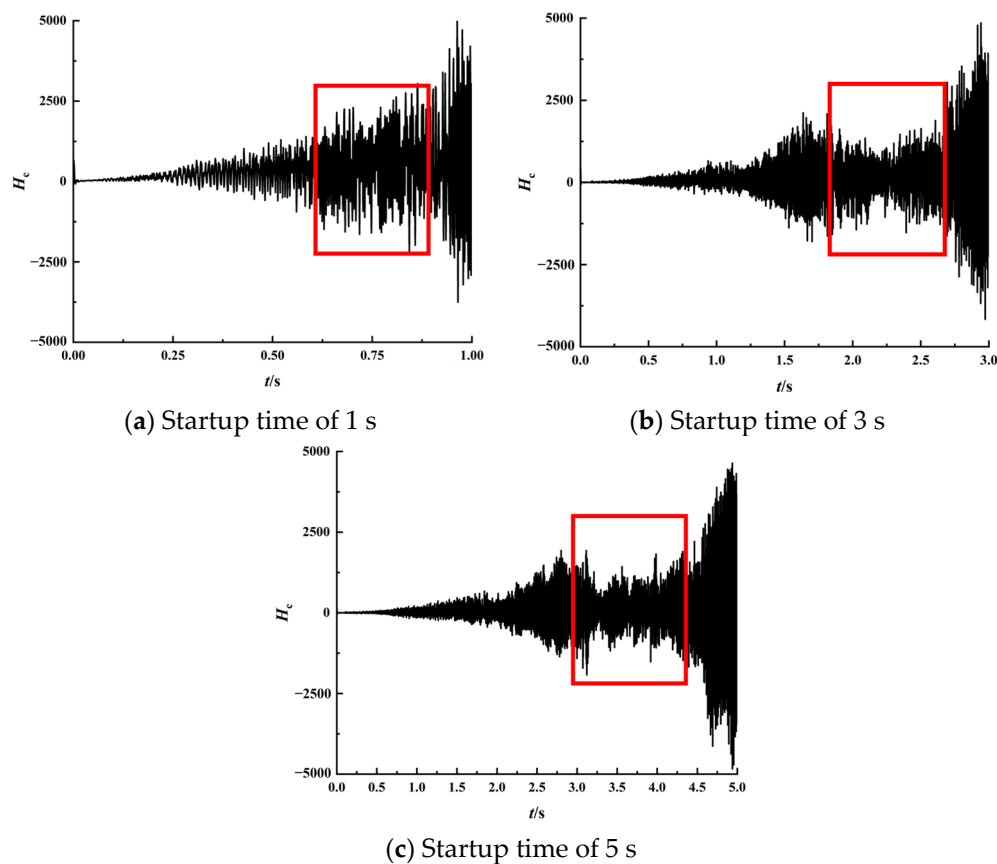 5000
2500
0
−2500
−5000
H_c
0.00 0.25 0.50 0.75 1.00
t/s
(a) Startup time of 1 s
5000
2500
0
−2500
−5000
H_c
0.0 0.5 1.0 1.5 2.0 2.5 3.0
t/s
(b) Startup time of 3 s
5000
2500
0
−2500
−5000
H_c
0.0 0.5 1.0 1.5 2.0 2.5 3.0 3.5 4.0 4.5 5.0
t/s
(c) Startup time of 5 s